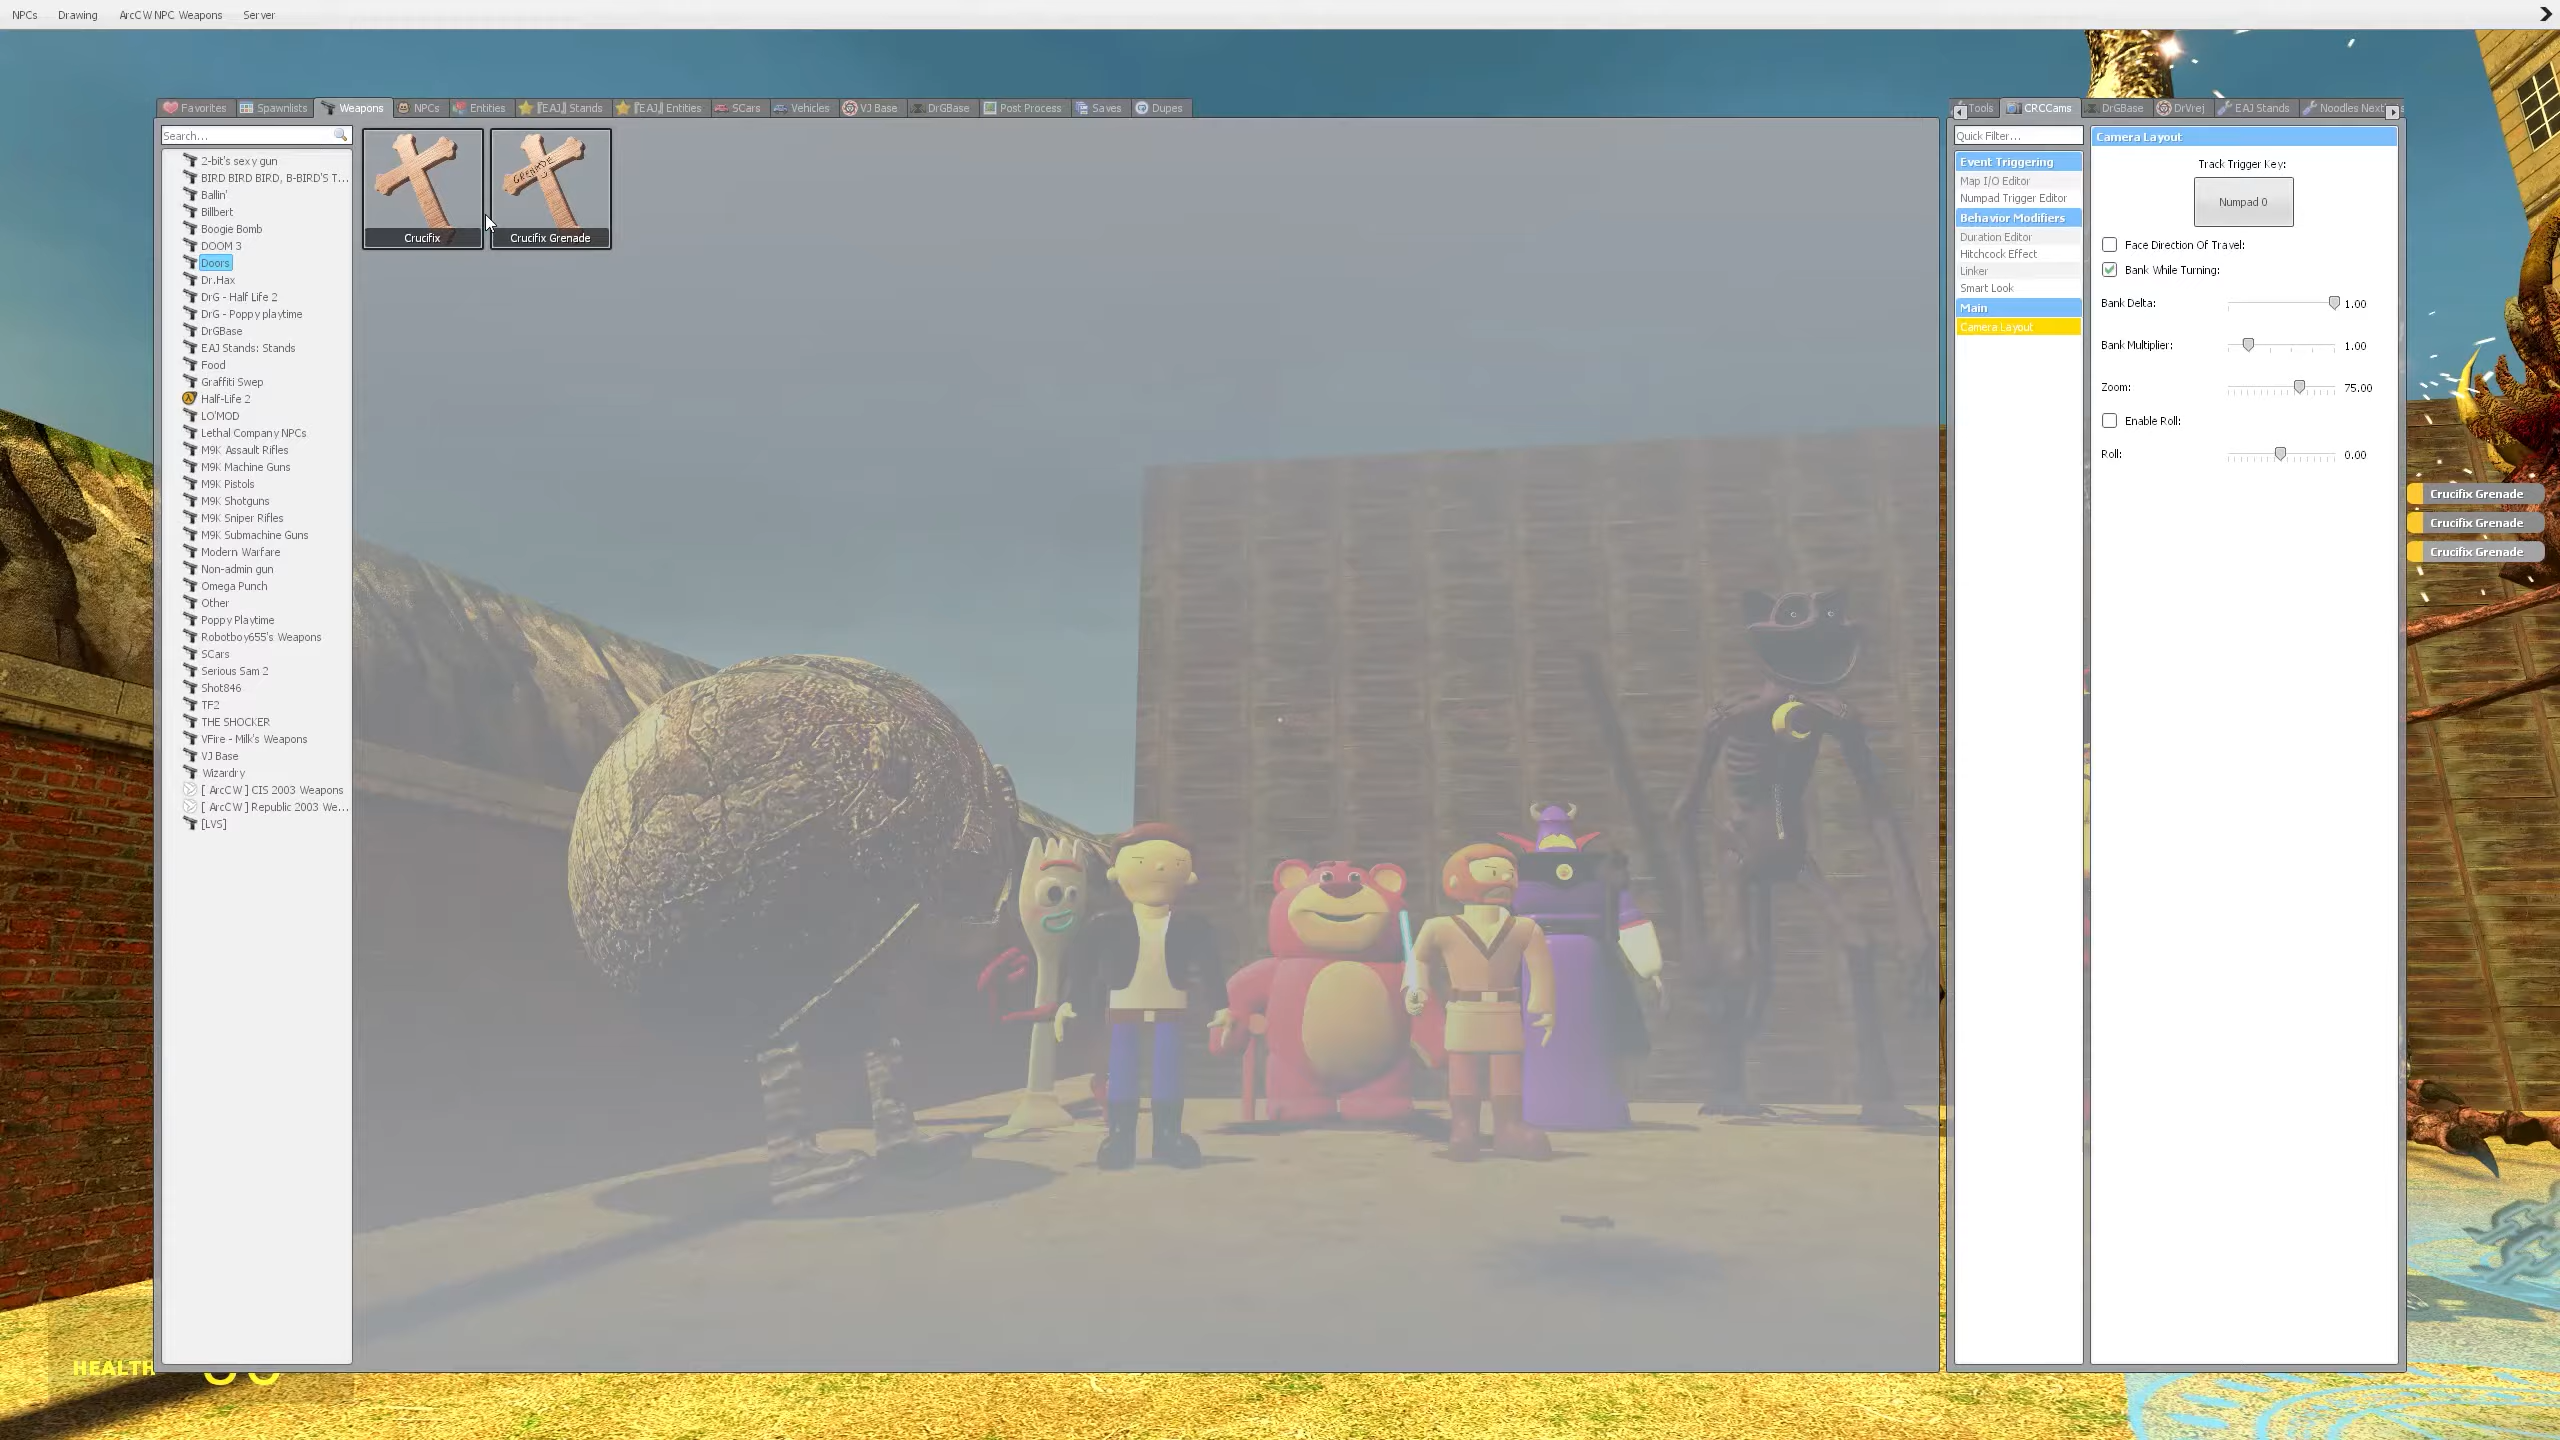 NPCs Drawing ArcCW NPC Weapons Server
Favorites Spawnlists Weapons NPCs Entities [EAJ] Stands [EAJ] Entities SCars Vehicles VJ Base DrGBase Post Process Saves Dupes
Search...
2-bit's sexy gun
BIRD BIRD BIRD, B-BIRD'S T...
Ballin'
Billbert
Boogie Bomb
DOOM 3
Doors
Dr.Hax
DrG - Half Life 2
DrG - Poppy playtime
DrGBase
EAJ Stands: Stands
Food
Graffiti Swep
Half-Life 2
LO'MOD
Lethal Company NPCs
M9K Assault Rifles
M9K Machine Guns
M9K Pistols
M9K Shotguns
M9K Sniper Rifles
M9K Submachine Guns
Modern Warfare
Non-admin gun
Omega Punch
Other
Poppy Playtime
Robotboy655's Weapons
SCars
Serious Sam 2
Shot846
TF2
THE SHOCKER
VFire - Milk's Weapons
VJ Base
Wizardry
[ ArcCW ] CIS 2003 Weapons
[ ArcCW ] Republic 2003 We...
[LVS]
Crucifix
GRENADE
Crucifix Grenade
Tools CRCCams DrGBase DrVrej EAJ Stands Noodles Next
Quick Filter...
Event Triggering
Map I/O Editor
Numpad Trigger Editor
Behavior Modifiers
Duration Editor
Hitchcock Effect
Linker
Smart Look
Main
Camera Layout
Camera Layout
Track Trigger Key:
Numpad 0
Face Direction Of Travel:
Bank While Turning:
Bank Delta: 1.00
Bank Multiplier: 1.00
Zoom: 75.00
Enable Roll:
Roll: 0.00
Crucifix Grenade
Crucifix Grenade
Crucifix Grenade
HEALTH